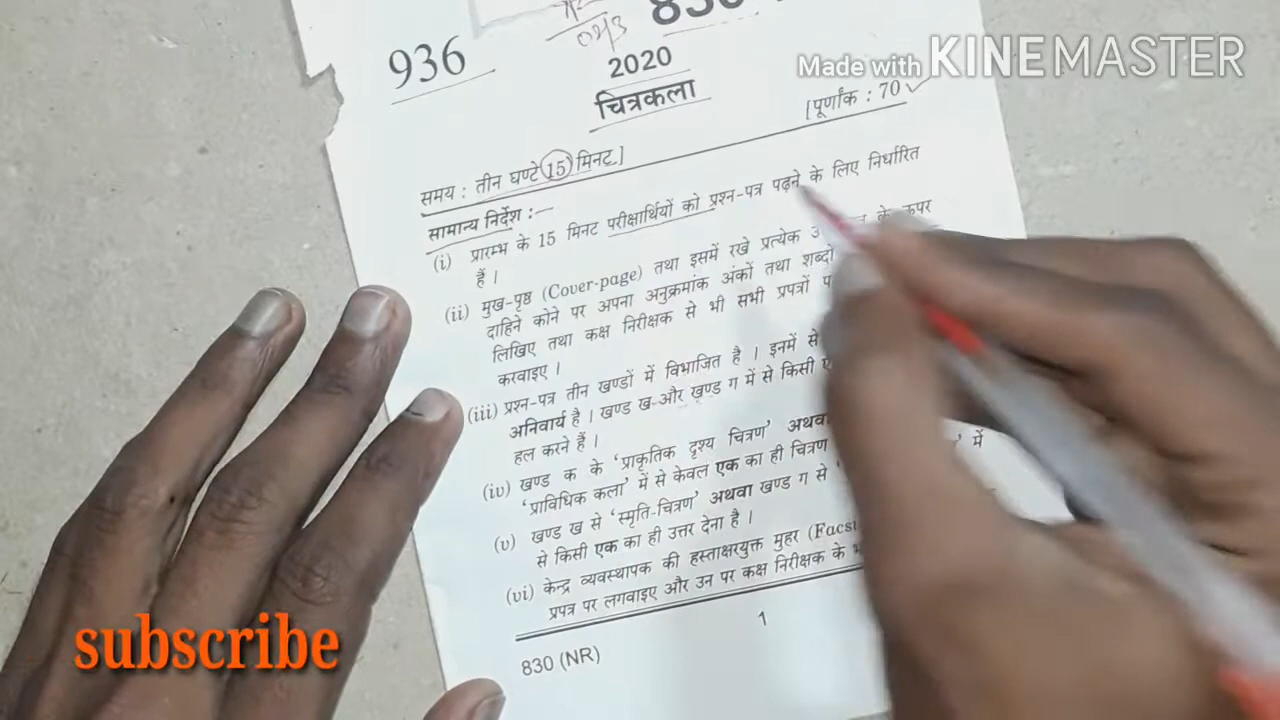 936
830
2020
चित्रकला
Made with KINEMASTER
[पूर्णांक : 70
समय : तीन घण्टे 15 मिनट]
सामान्य निर्देश :-
(i) प्रारम्भ के 15 मिनट परीक्षार्थियों को प्रश्न-पत्र पढ़ने के लिए निर्धारित
हैं ।
(ii) मुख-पृष्ठ (Cover-page) तथा इसमें रखे प्रत्येक के ऊपर
दाहिने कोने पर अपना अनुक्रमांक अंकों तथा शब्दों
लिखिए तथा कक्ष निरीक्षक से भी सभी प्रपत्रों
करवाइए ।
(iii) प्रश्न-पत्र तीन खण्डों में विभाजित है । इनमें से
अनिवार्य है । खण्ड ख-और खण्ड ग में से किसी
हल करने हैं ।
(iv) खण्ड क के 'प्राकृतिक दृश्य चित्रण' अथवा
'प्राविधिक कला' में से केवल एक का ही चित्रण में
(v) खण्ड ख से 'स्मृति-चित्रण' अथवा खण्ड ग से
से किसी एक का ही उत्तर देना है ।
(vi) केन्द्र व्यवस्थापक की हस्ताक्षरयुक्त मुहर
प्रपत्र पर लगवाइए और उन पर कक्ष निरीक्षक के
1
830 (NR)
subscribe